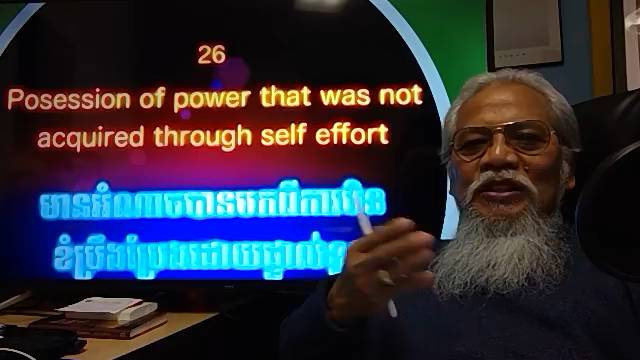 26
Posession of power that was not
acquired through self effort
មានអំណាចបានមកពីការមិន
ខំប្រឹងប្រែងដោយផ្ទាល់